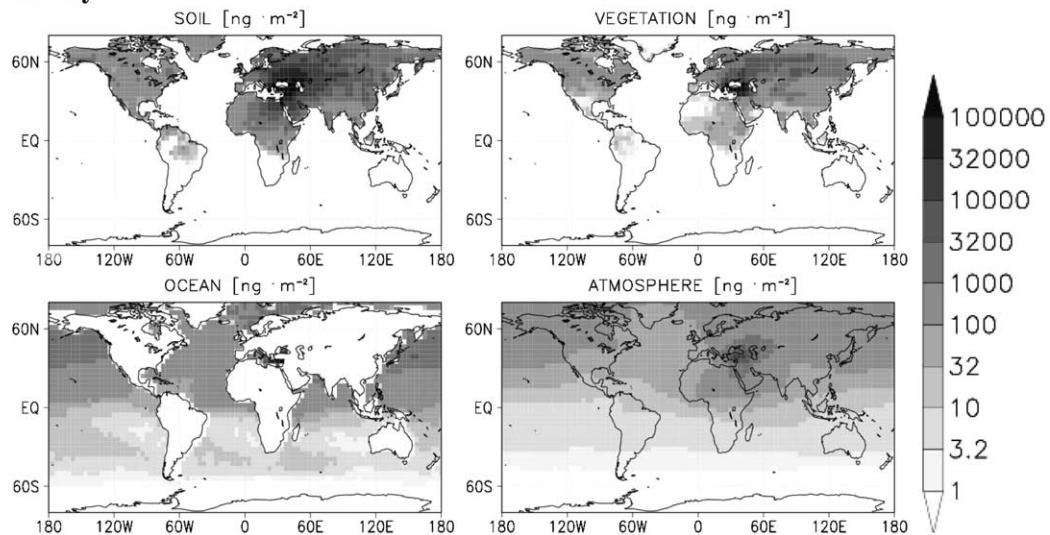 SOIL [ng · m⁻²]
VEGETATION [ng · m⁻²]
60N
EQ
60S
180 120W 60W 0 60E 120E 180
60N
EQ
60S
180 120W 60W 0 60E 120E 180
OCEAN [ng · m⁻²]
ATMOSPHERE [ng · m⁻²]
60N
EQ
60S
180 120W 60W 0 60E 120E 180
60N
EQ
60S
180 120W 60W 0 60E 120E 180
100000
32000
10000
3200
1000
100
32
10
3.2
1